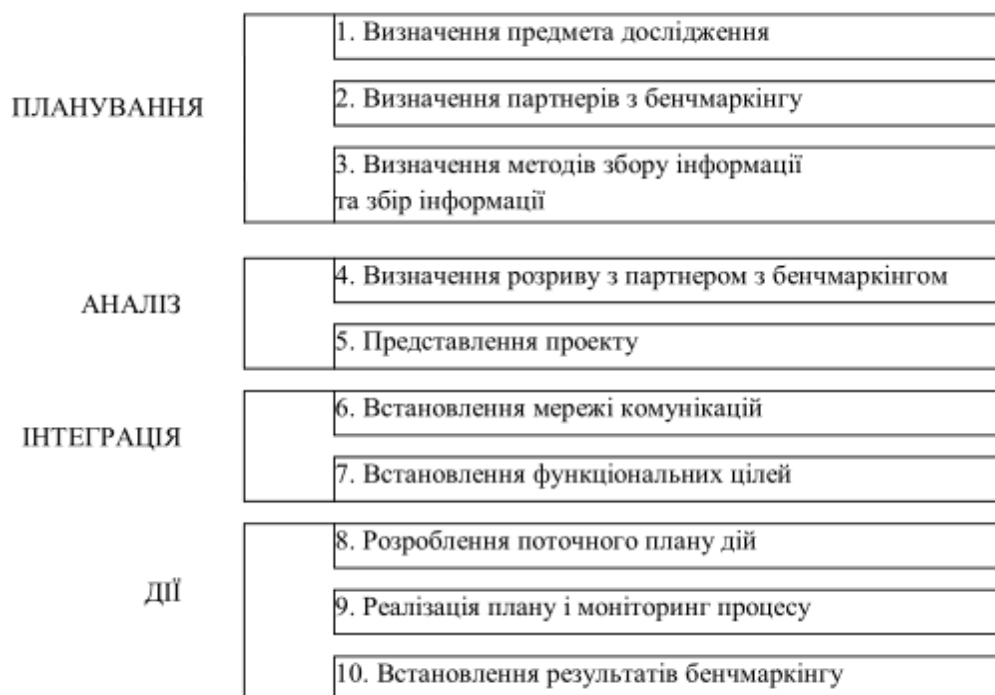 ПЛАНУВАННЯ
1. Визначення предмета дослідження
2. Визначення партнерів з бенчмаркінгу
3. Визначення методів збору інформації
та збір інформації
АНАЛІЗ
4. Визначення розриву з партнером з бенчмаркінгом
5. Представлення проекту
ІНТЕГРАЦІЯ
6. Встановлення мережі комунікацій
7. Встановлення функціональних цілей
ДІЇ
8. Розроблення поточного плану дій
9. Реалізація плану і моніторинг процесу
10. Встановлення результатів бенчмаркінгу